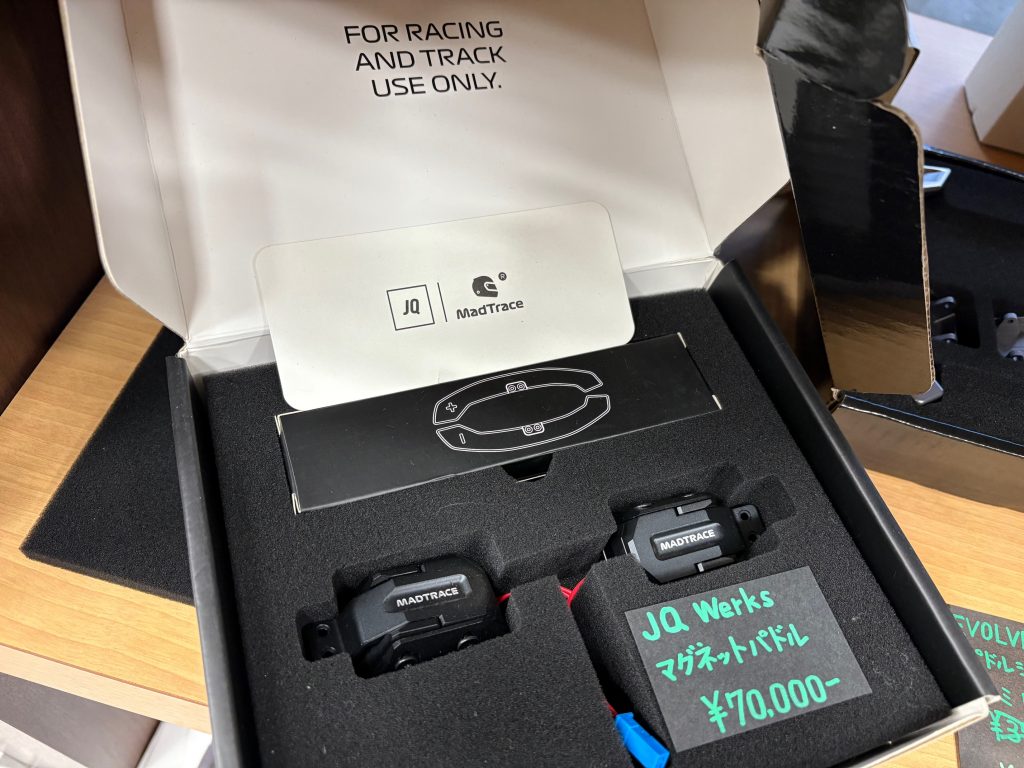 FOR RACING
AND TRACK
USE ONLY.
JQ
MadTrace®
+
−
MADTRACE
MADTRACE
JQ Werks
マグネットパドル
¥70,000-